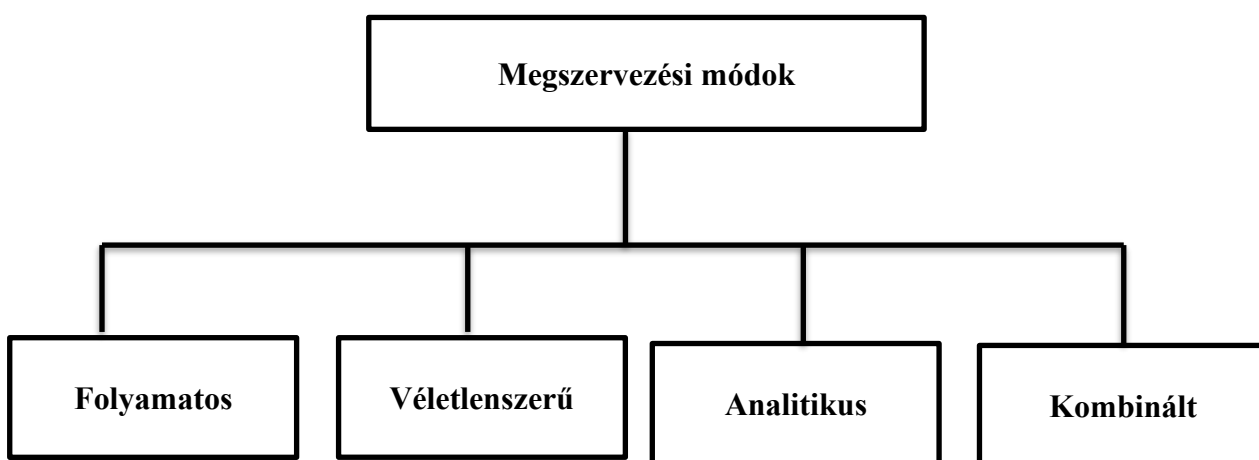 Megszervezési módok
Folyamatos
Véletlenszerű
Analitikus
Kombinált